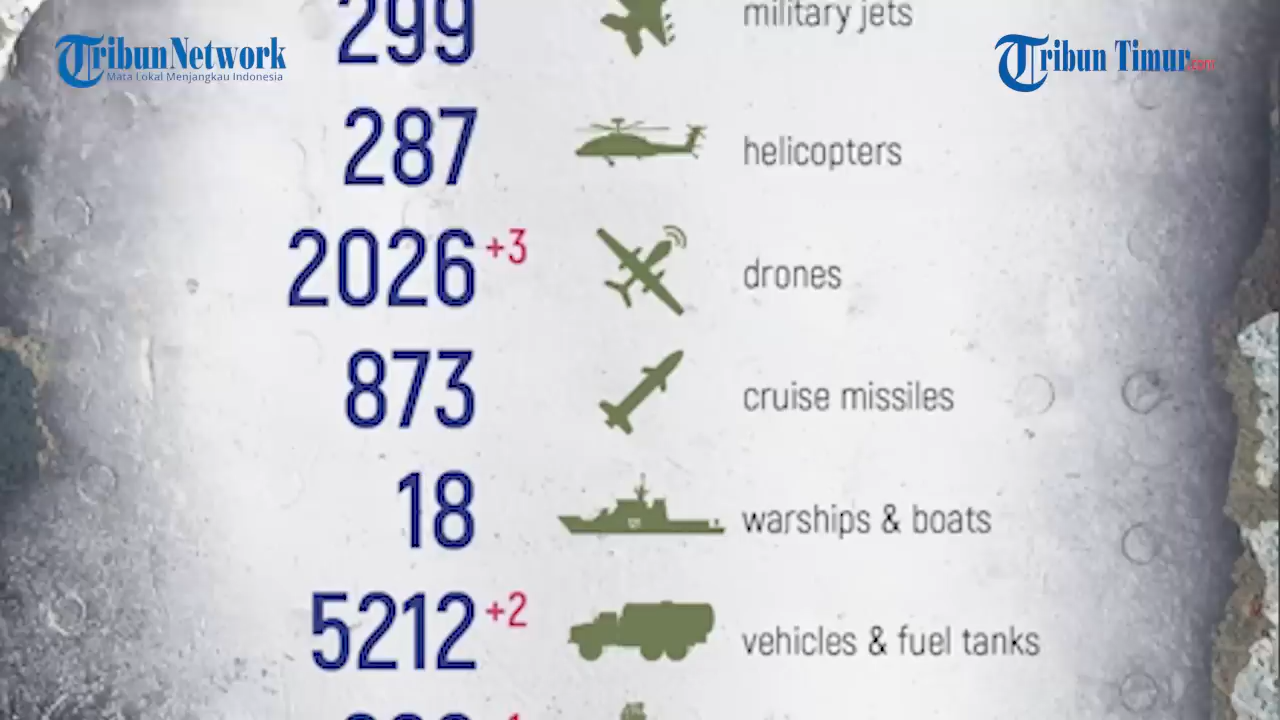 TribunNetwork
Mata Lokal Menjangkau Indonesia
Tribun Timur.com
299 military jets
287 helicopters
2026 +3 drones
873 cruise missiles
18 warships & boats
5212 +2 vehicles & fuel tanks